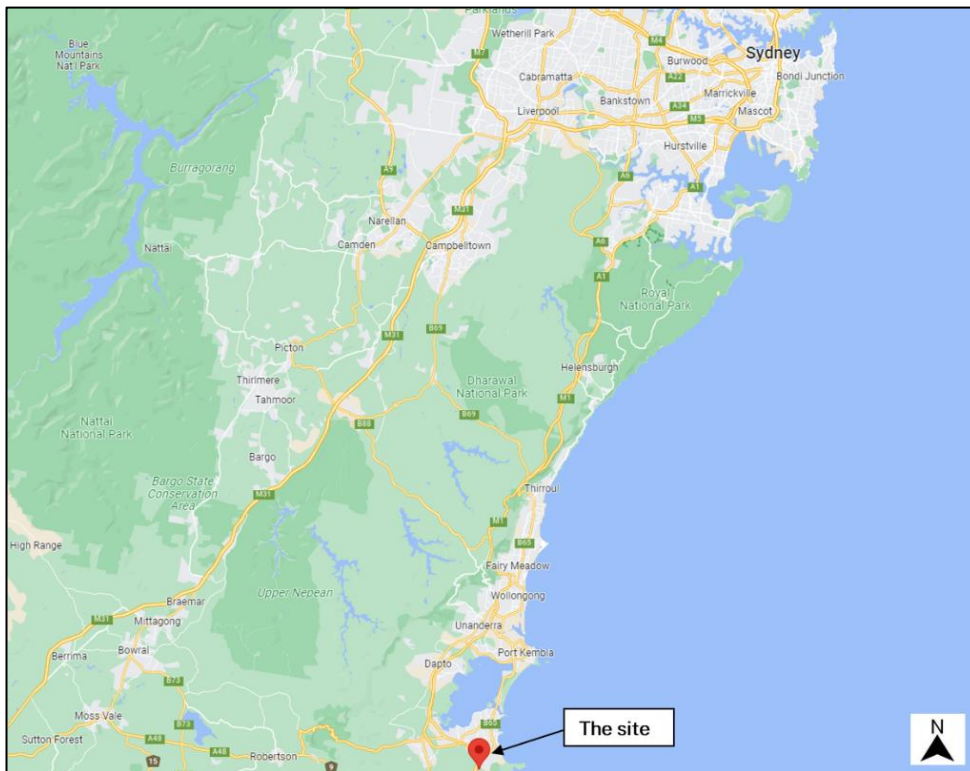 Parklands
Blue
Mountains
Nat'l Park
Wetherill Park
M4
Sydney
Burwood
M7
Cabramatta
A22
Bondi Junction
Bankstown
Marrickville
Liverpool
A34
Mascot
M5
Hurstville
Burragorang
A9
A6
A1
Narellan
M31
Camden
Campbelltown
Nattai
A6
A1
Royal
National Park
M31
B69
Picton
Helensburgh
Thirlmere
Dharawal
National Park
Tahmoor
M1
B69
Nattai
National Park
B88
Bargo
Bargo State
Conservation
Area
M31
Thirroul
M1
High Range
B65
Fairy Meadow
Upper Nepean
Wollongong
Braemar
M31
Mittagong
Unanderra
Berrima
Bowral
Dapto
Port Kembla
B73
Moss Vale
B73
B65
The site
N
Sutton Forest
A48
A48
Robertson
15
9